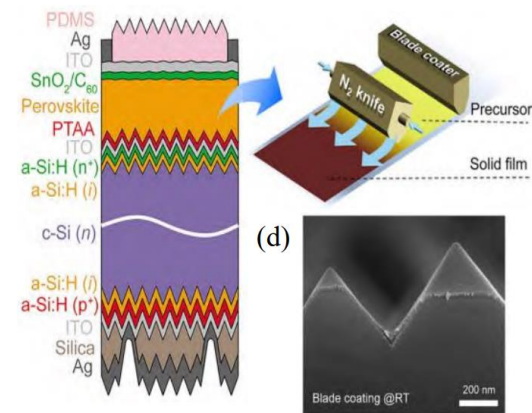 PDMS
Ag
ITO
SnO₂/C₆₀
Perovskite
PTAA
ITO
a-Si:H (n⁺)
a-Si:H (i)
c-Si (n)
a-Si:H (i)
a-Si:H (p⁺)
ITO
Silica
Ag
N₂ knife
Blade coater
Precursor
Solid film
(d)
Blade coating @RT
200 nm